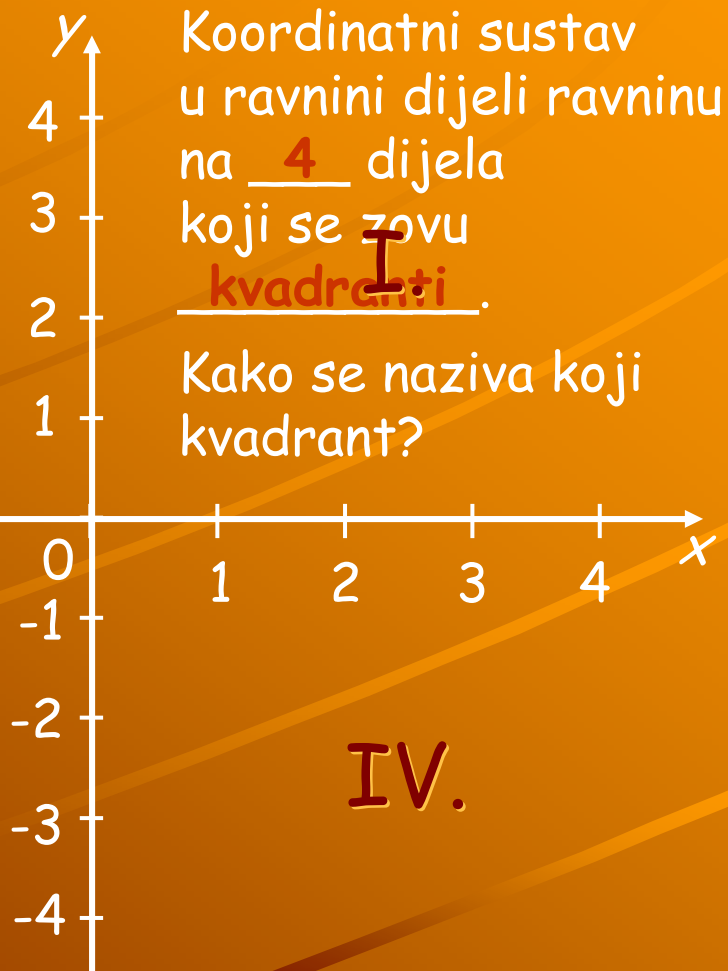 y
Koordinatni sustav
u ravnini dijeli ravninu
na 4 dijela
koji se zovu
kvadranti.
I.
Kako se naziva koji
kvadrant?
4
3
2
1
0
1 2 3 4
x
-1
-2
-3
-4
IV.